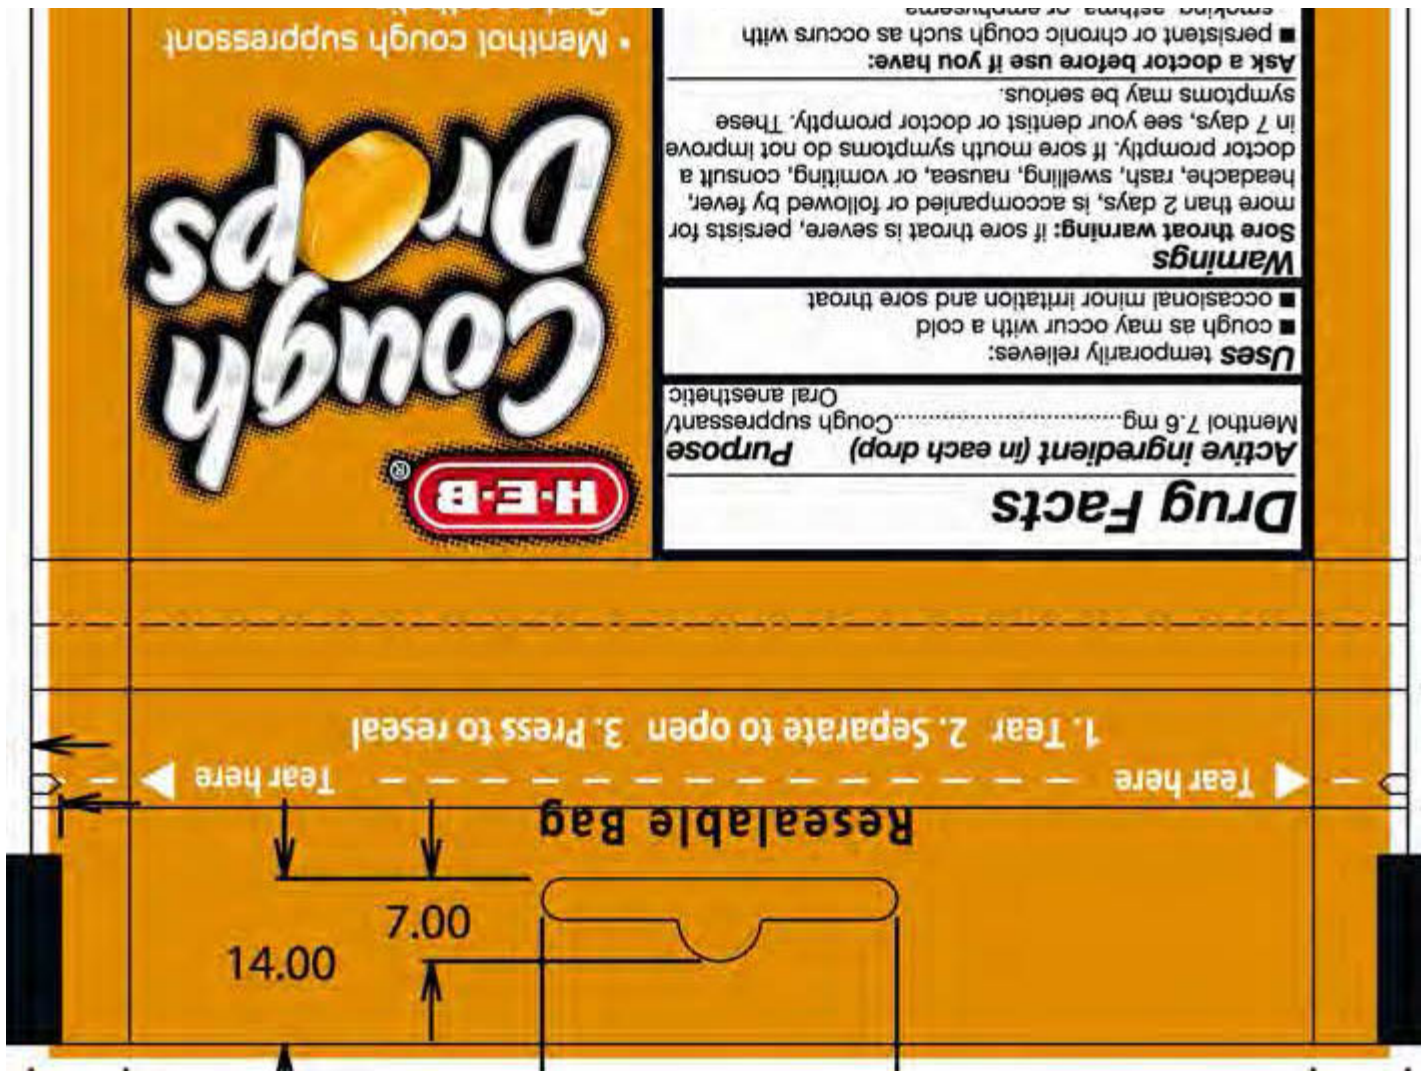 14.00
7.00
Resealable Bag
Tear here
Tear here
1. Tear 2. Separate to open 3. Press to reseal
Drug Facts
Active ingredient (in each drop) Purpose
Menthol 7.6 mg................................Cough suppressant/
Oral anesthetic
Uses temporarily relieves:
■ cough as may occur with a cold
■ occasional minor irritation and sore throat
Warnings
Sore throat warning: if sore throat is severe, persists for
more than 2 days, is accompanied or followed by fever,
headache, rash, swelling, nausea, or vomiting, consult a
doctor promptly. If sore mouth symptoms do not improve
in 7 days, see your dentist or doctor promptly. These
symptoms may be serious.
Ask a doctor before use if you have:
■ persistent or chronic cough such as occurs with
smoking, asthma, or emphysema
H-E-B®
Cough
Drops
• Menthol cough suppressant